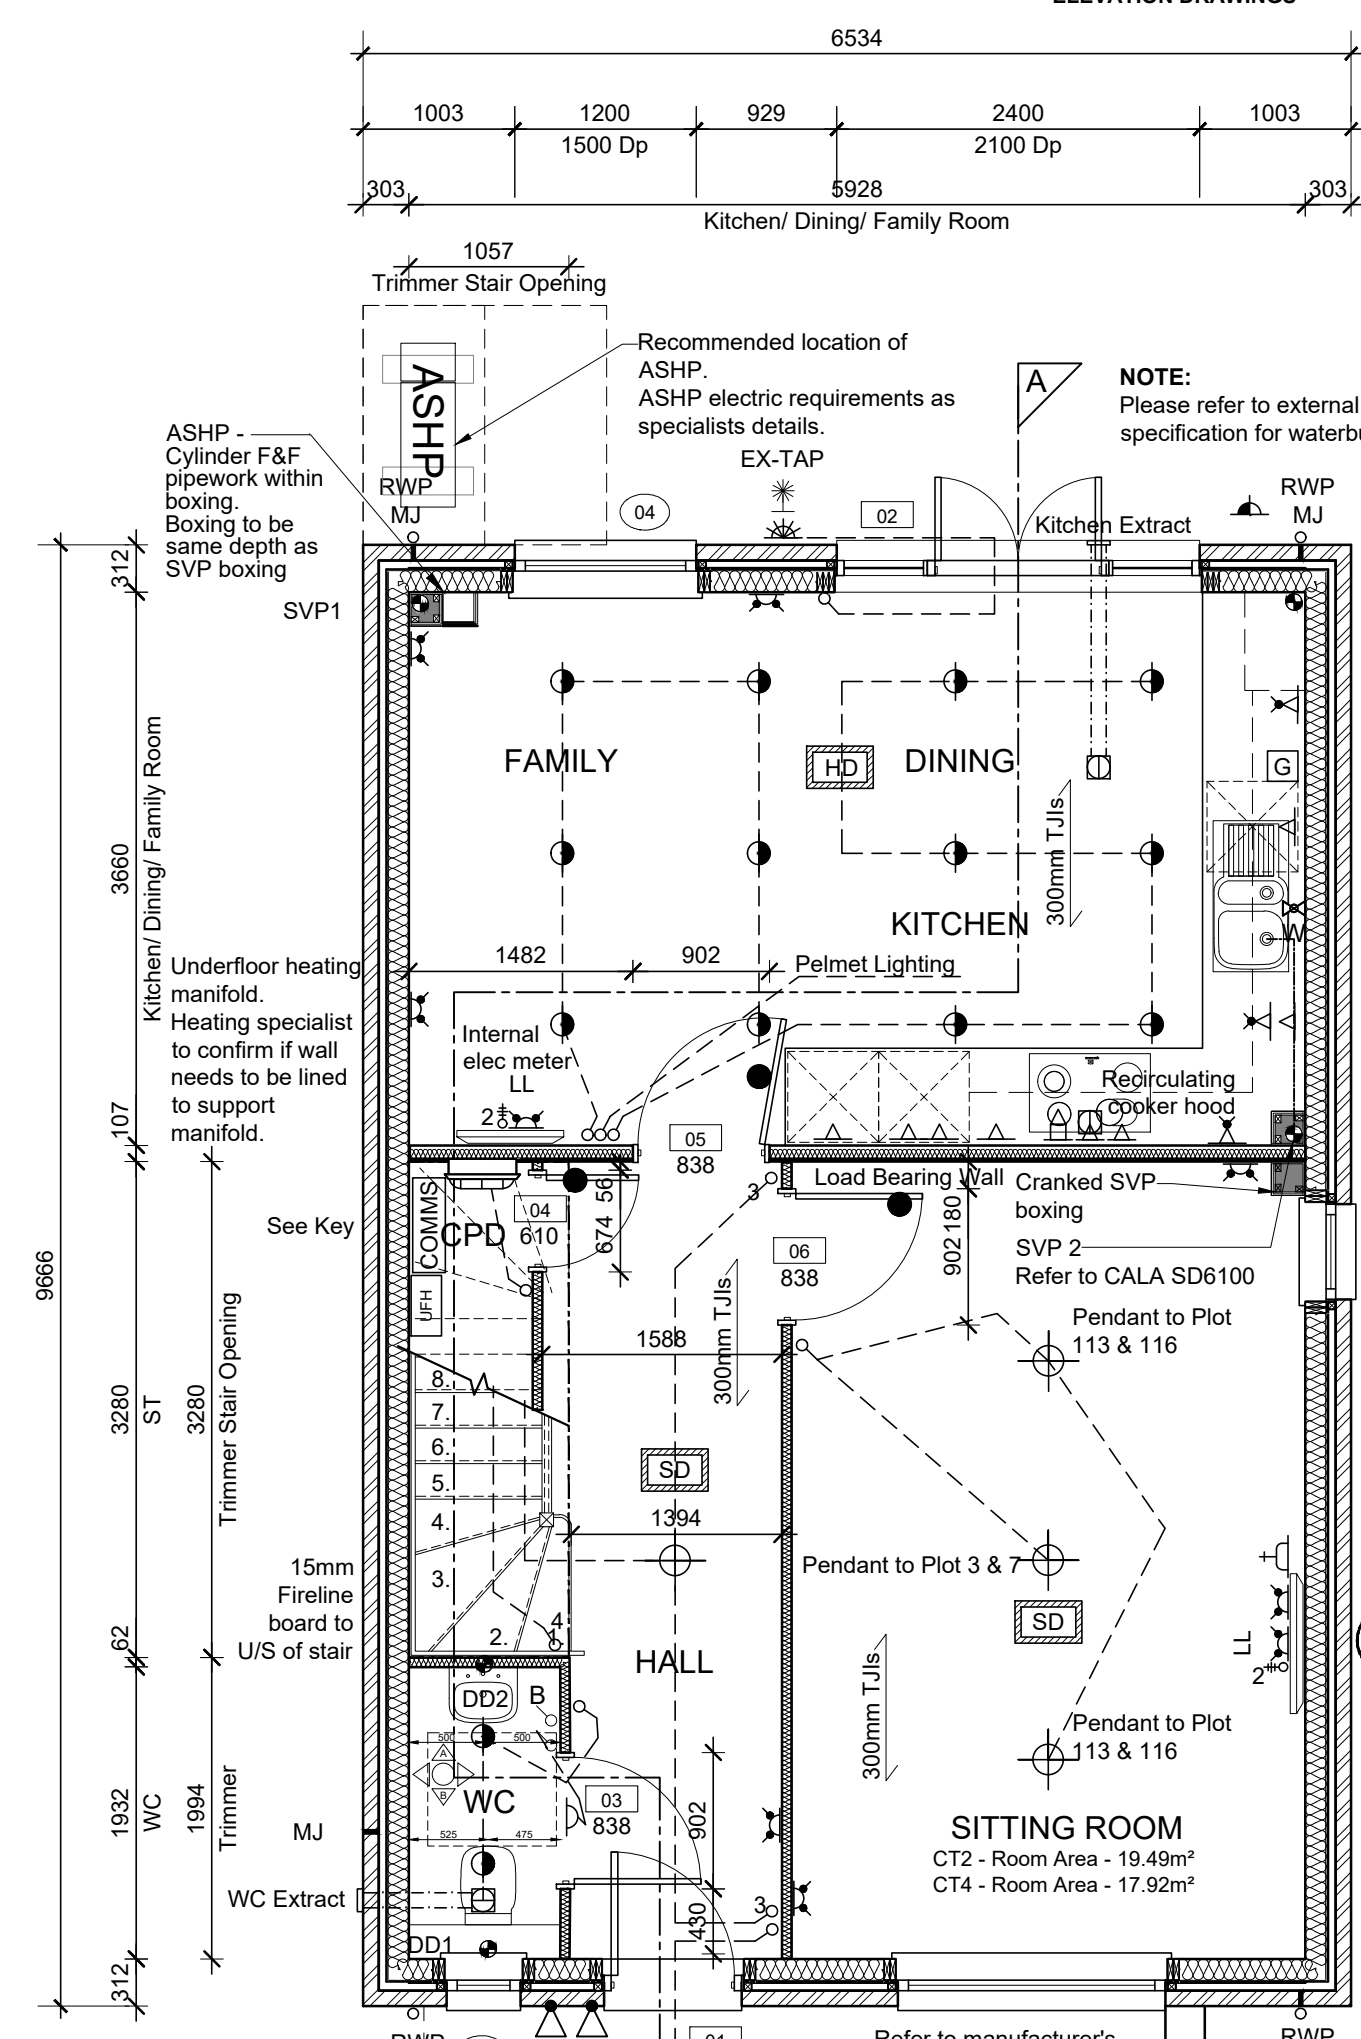 ELEVATION DRAWINGS
6534
1003 1200 929 2400 1003
1500 Dp 2100 Dp
303 5928 303
Kitchen/ Dining/ Family Room
1057
Trimmer Stair Opening
Recommended location of
ASHP.
ASHP electric requirements as
specialists details.
ASHP
A
NOTE:
Please refer to external
specification for
ASHP -
Cylinder F&F
pipework within
boxing.
Boxing to be
same depth as
SVP boxing
RWP
MJ
EX-TAP
04
02
Kitchen Extract
RWP
MJ
312
SVP1
FAMILY
HD
DINING
G
300mm TJIs
3660
Kitchen/ Dining/ Family Room
KITCHEN
W
1482 902
Pelmet Lighting
Underfloor heating
manifold.
Heating specialist
to confirm if wall
needs to be lined
to support
manifold.
Internal
elec meter
LL
2
Recirculating
cooker hood
107
05
838
Load Bearing Wall
Cranked SVP
boxing
SVP 2
Refer to CALA SD6100
See Key
COMMS
CPD
04
610
56
674
3
06
838
180
902
UFH
300mm TJIs
Pendant to Plot
113 & 116
9666
1588
3280
ST
3280
Trimmer Stair Opening
8.
7.
6.
5.
4.
3.
2.
4
1
SD
1394
Pendant to Plot 3 & 7
15mm
Fireline
board to
U/S of stair
62
SD
HALL
LL
2
300mm TJIs
DD2
B
500 500
A
B
Pendant to Plot
113 & 116
WC
03
838
902
1932
WC
1994
Trimmer
MJ
525 475
SITTING ROOM
CT2 - Room Area - 19.49m²
CT4 - Room Area - 17.92m²
WC Extract
3
430
DD1
312
RWP
01
Refer to manufacturer's
RWP